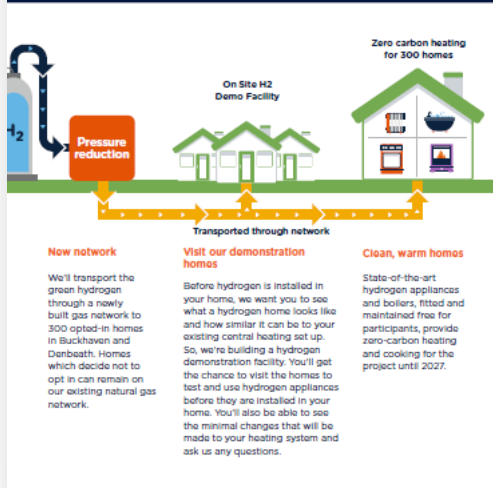 Zero carbon heating
for 300 homes
On Site H2
Demo Facility
H2
Pressure
reduction
Transported through network
New network
We'll transport the
green hydrogen
through a newly
built gas network to
300 opted-in homes
in Buckhaven and
Denbeath. Homes
which decide not to
opt in can remain on
our existing natural gas
network.
Visit our demonstration
homes
Before hydrogen is installed in
your home, we want you to see
what a hydrogen home looks like
and how similar it can be to your
existing central heating set up.
So, we're building a hydrogen
demonstration facility. You'll get
the chance to visit the homes to
test and use hydrogen appliances
before they are installed in your
home. You'll also be able to see
the minimal changes that will be
made to your heating system and
ask us any questions.
Clean, warm homes
State-of-the-art
hydrogen appliances
and boilers, fitted and
maintained free for
participants, provide
zero-carbon heating
and cooking for the
project until 2027.